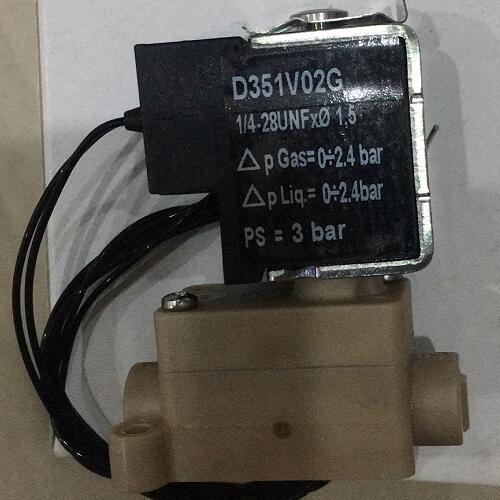 D351V02G
1/4-28UNFxØ 1,5
△ p Gas= 0÷2.4 bar
△ p Liq.= 0÷2.4bar
PS = 3 bar